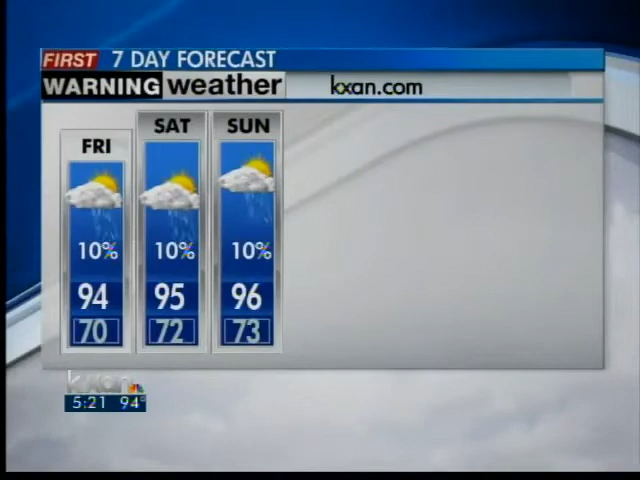 FIRST 7 DAY FORECAST
WARNING weather kxan.com
FRI SAT SUN
10% 10% 10%
94 95 96
70 72 73
kxan
5:21 94°